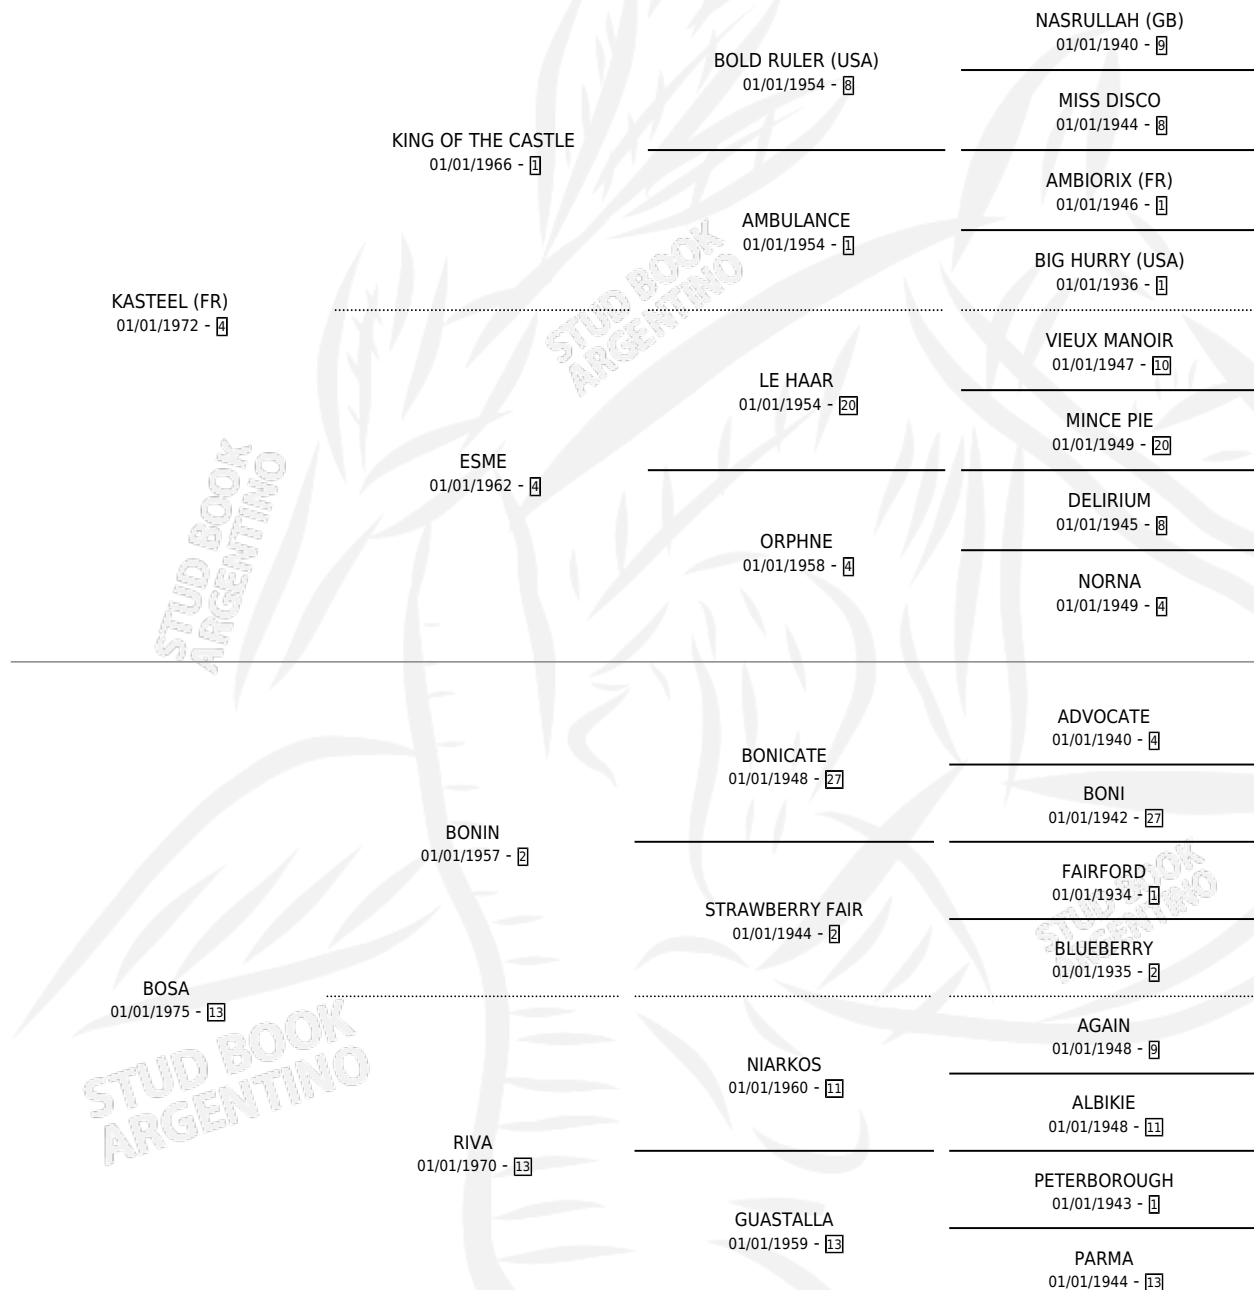 NASRULLAH (GB)
01/01/1940 - 9
BOLD RULER (USA)
01/01/1954 - 8
MISS DISCO
01/01/1944 - 8
KING OF THE CASTLE
01/01/1966 - 1
AMBIORIX (FR)
01/01/1946 - 1
AMBULANCE
01/01/1954 - 1
BIG HURRY (USA)
01/01/1936 - 1
KASTEEL (FR)
01/01/1972 - 4
VIEUX MANOIR
01/01/1947 - 10
LE HAAR
01/01/1954 - 20
MINCE PIE
01/01/1949 - 20
ESME
01/01/1962 - 4
DELIRIUM
01/01/1945 - 8
ORPHNE
01/01/1958 - 4
NORNA
01/01/1949 - 4
ADVOCATE
01/01/1940 - 4
BONICATE
01/01/1948 - 27
BONI
01/01/1942 - 27
BONIN
01/01/1957 - 2
FAIRFORD
01/01/1934 - 1
STRAWBERRY FAIR
01/01/1944 - 2
BLUEBERRY
01/01/1935 - 2
BOSA
01/01/1975 - 13
AGAIN
01/01/1948 - 9
NIARKOS
01/01/1960 - 11
ALBIKIE
01/01/1948 - 11
RIVA
01/01/1970 - 13
PETERBOROUGH
01/01/1943 - 1
GUASTALLA
01/01/1959 - 13
PARMA
01/01/1944 - 13
STUD BOOK
ARGENTINO
STUD BOOK
ARGENTINO
STUD BOOK
ARGENTINO
STUD BOOK
ARGENTINO